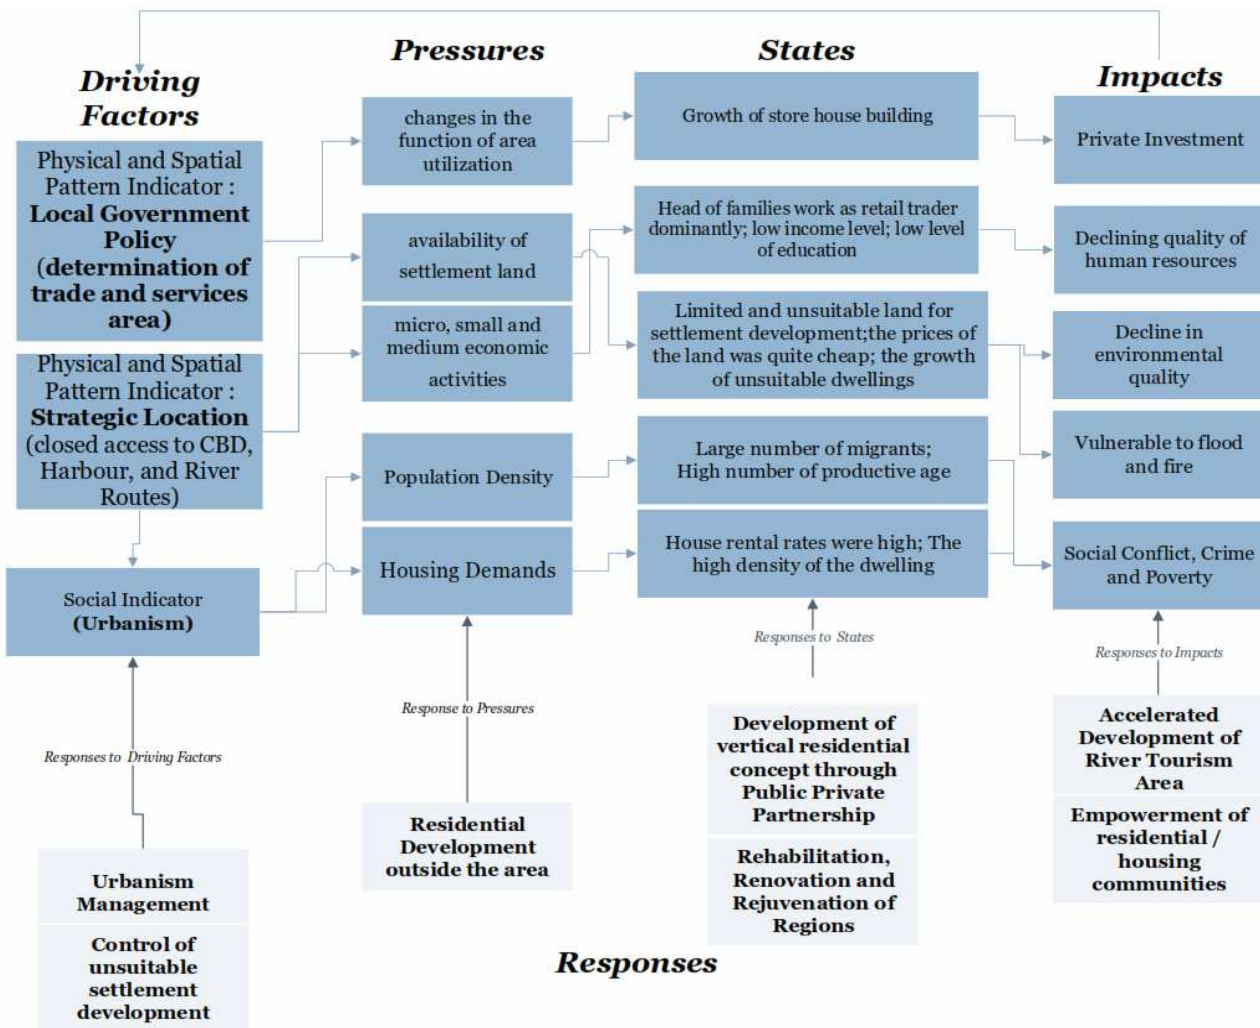 Driving
Factors
Physical and Spatial
Pattern Indicator :
Local Government
Policy
(determination of
trade and services
area)
Physical and Spatial
Pattern Indicator :
Strategic Location
(closed access to CBD,
Harbour, and River
Routes)
Social Indicator
(Urbanism)
Responses to Driving Factors
Urbanism
Management
Control of
unsuitable
settlement
development
Pressures
changes in the
function of area
utilization
availability of
settlement land
micro, small and
medium economic
activities
Population Density
Housing Demands
Response to Pressures
Residential
Development
outside the area
States
Growth of store house building
Head of families work as retail trader
dominantly; low income level; low level
of education
Limited and unsuitable land for
settlement development;the prices of
the land was quite cheap; the growth
of unsuitable dwellings
Large number of migrants;
High number of productive age
House rental rates were high; The
high density of the dwelling
Responses to States
Development of
vertical residential
concept through
Public Private
Partnership
Rehabilitation,
Renovation and
Rejuvenation of
Regions
Impacts
Private Investment
Declining quality of
human resources
Decline in
environmental
quality
Vulnerable to flood
and fire
Social Conflict, Crime
and Poverty
Responses to Impacts
Accelerated
Development of
River Tourism
Area
Empowerment of
residential /
housing
communities
Responses